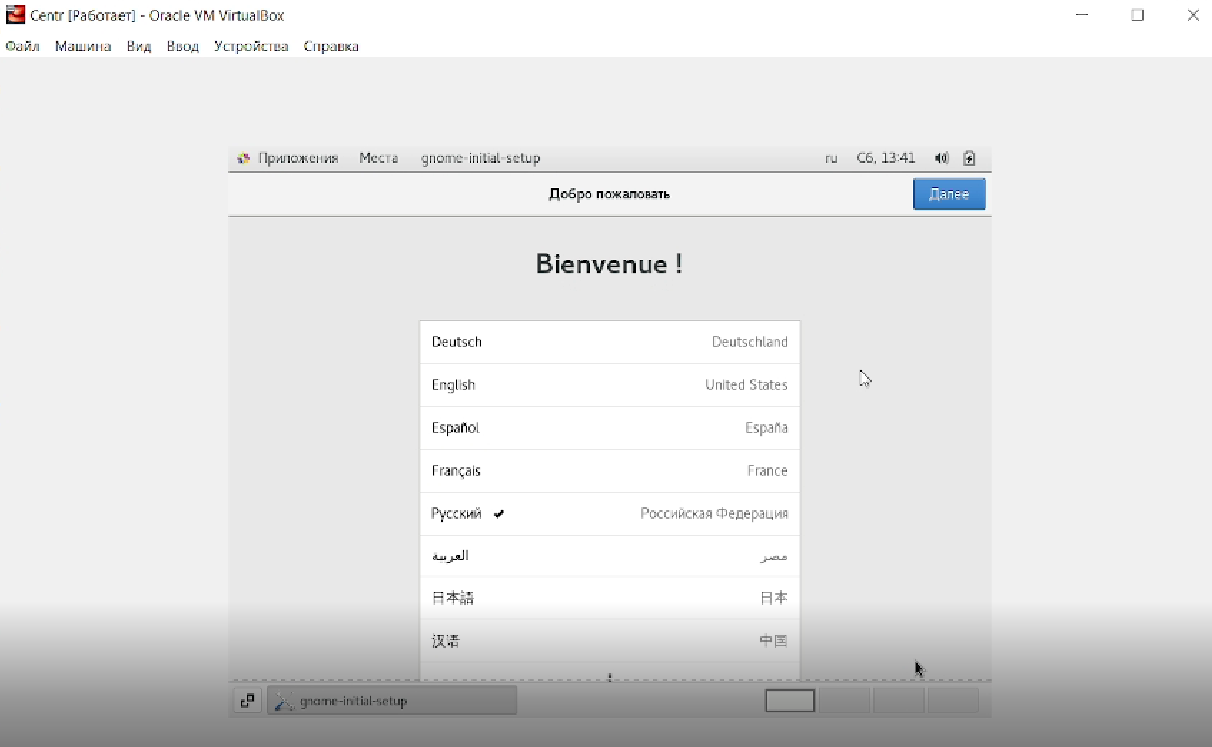 Centr [Работает] - Oracle VM VirtualBox
Файл Машина Вид Ввод Устройства Справка
Приложения Места gnome-initial-setup ru Сб, 13:41
Добро пожаловать Далее
Bienvenue !
Deutsch Deutschland
English United States
Español España
Français France
Русский Российская Федерация
العربية مصر
日本語 日本
汉语 中国
gnome-initial-setup